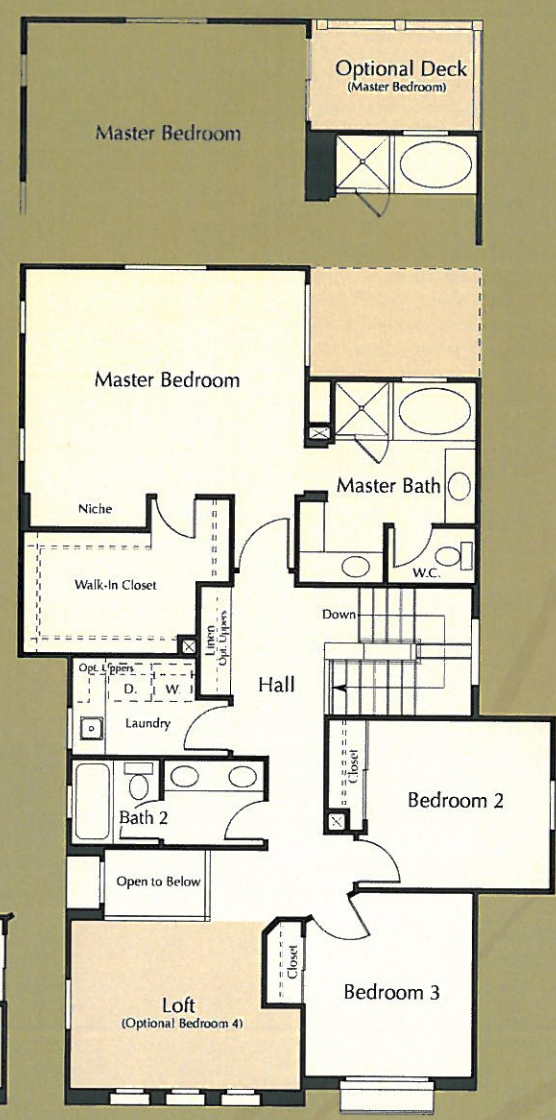 Optional Deck
(Master Bedroom)
Master Bedroom
Master Bedroom
Niche
Master Bath
W.C.
Walk-In Closet
Linen
Opt. Uppers
Down
Hall
Opt. Uppers
D.
W.
Laundry
Closet
Bedroom 2
Bath 2
Open to Below
Closet
Bedroom 3
Loft
(Optional Bedroom 4)